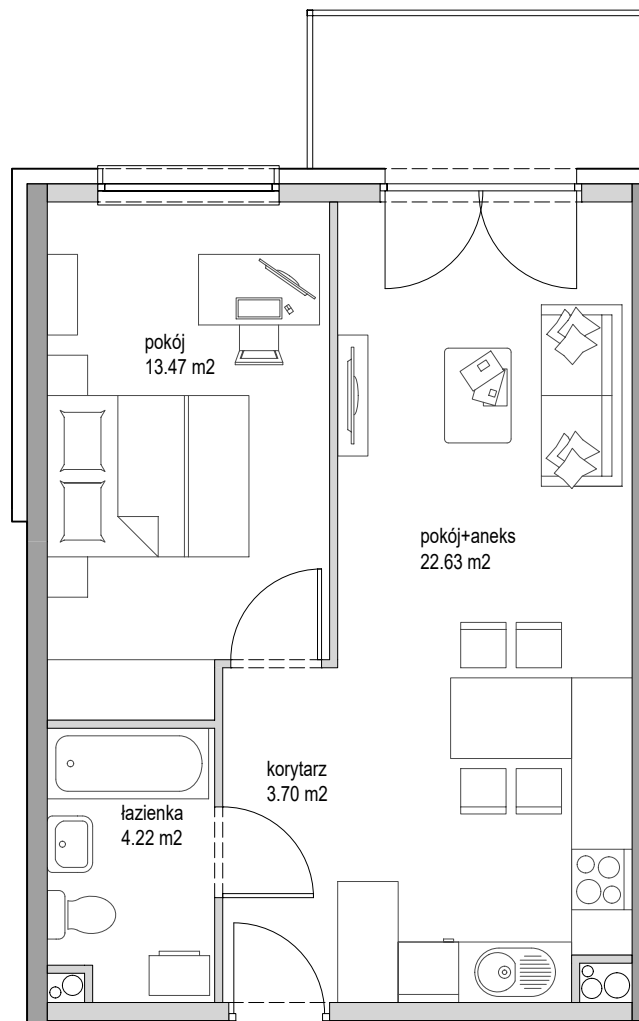 pokój
13.47 m2
pokój+aneks
22.63 m2
korytarz
3.70 m2
łazienka
4.22 m2